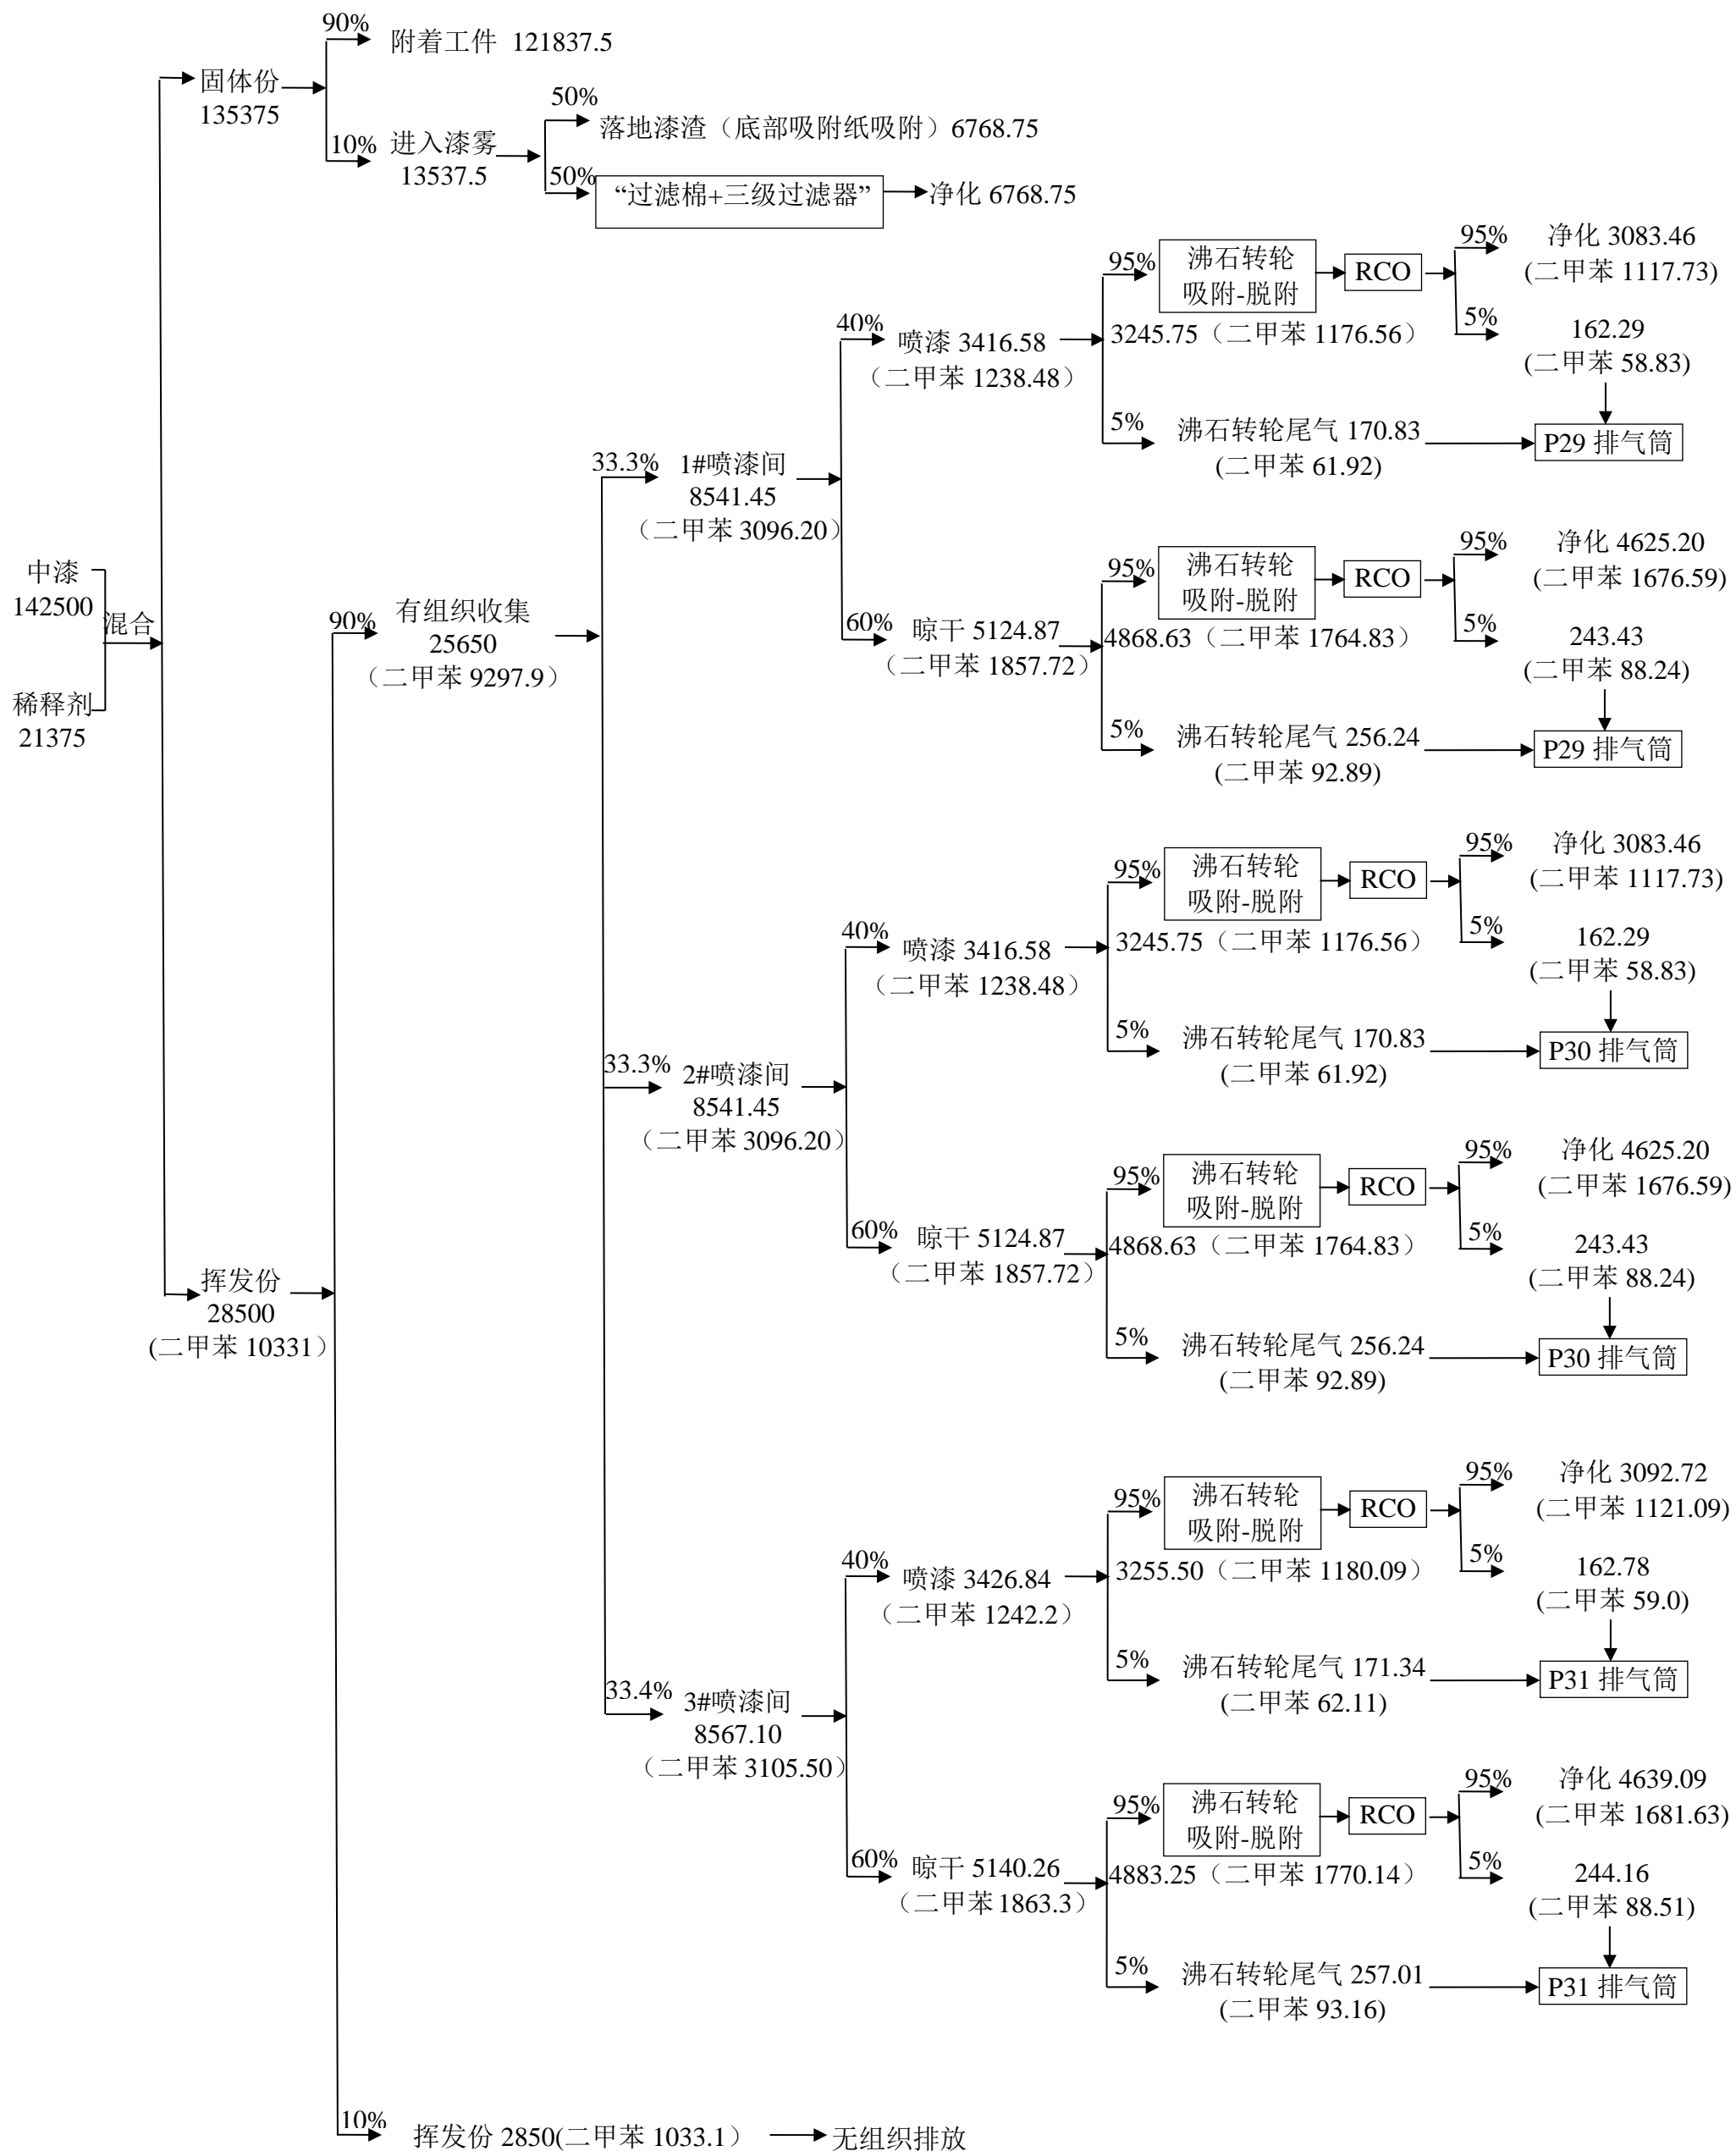 90%
附着工件 121837.5
固体份
135375
10%
进入漆雾
13537.5
50%
落地漆渣（底部吸附纸吸附）6768.75
50%
“过滤棉+三级过滤器”
净化 6768.75
中漆
142500
混合
稀释剂
21375
90%
有组织收集
25650
（二甲苯 9297.9）
挥发份
28500
(二甲苯 10331）
33.3%
1#喷漆间
8541.45
（二甲苯 3096.20）
40%
喷漆 3416.58
（二甲苯 1238.48）
95%
沸石转轮
吸附-脱附
RCO
3245.75（二甲苯 1176.56）
95%
净化 3083.46
(二甲苯 1117.73)
5%
162.29
(二甲苯 58.83)
5%
沸石转轮尾气 170.83
(二甲苯 61.92)
P29 排气筒
60%
晾干 5124.87
（二甲苯 1857.72）
95%
沸石转轮
吸附-脱附
RCO
4868.63（二甲苯 1764.83）
95%
净化 4625.20
(二甲苯 1676.59)
5%
243.43
(二甲苯 88.24)
5%
沸石转轮尾气 256.24
(二甲苯 92.89)
P29 排气筒
33.3%
2#喷漆间
8541.45
（二甲苯 3096.20）
40%
喷漆 3416.58
（二甲苯 1238.48）
95%
沸石转轮
吸附-脱附
RCO
3245.75（二甲苯 1176.56）
95%
净化 3083.46
(二甲苯 1117.73)
5%
162.29
(二甲苯 58.83)
5%
沸石转轮尾气 170.83
(二甲苯 61.92)
P30 排气筒
60%
晾干 5124.87
（二甲苯 1857.72）
95%
沸石转轮
吸附-脱附
RCO
4868.63（二甲苯 1764.83）
95%
净化 4625.20
(二甲苯 1676.59)
5%
243.43
(二甲苯 88.24)
5%
沸石转轮尾气 256.24
(二甲苯 92.89)
P30 排气筒
33.4%
3#喷漆间
8567.10
（二甲苯 3105.50）
40%
喷漆 3426.84
（二甲苯 1242.2）
95%
沸石转轮
吸附-脱附
RCO
3255.50（二甲苯 1180.09）
95%
净化 3092.72
(二甲苯 1121.09)
5%
162.78
(二甲苯 59.0)
5%
沸石转轮尾气 171.34
(二甲苯 62.11)
P31 排气筒
60%
晾干 5140.26
（二甲苯 1863.3）
95%
沸石转轮
吸附-脱附
RCO
4883.25（二甲苯 1770.14）
95%
净化 4639.09
(二甲苯 1681.63)
5%
244.16
(二甲苯 88.51)
5%
沸石转轮尾气 257.01
(二甲苯 93.16)
P31 排气筒
10%
挥发份 2850(二甲苯 1033.1）
无组织排放